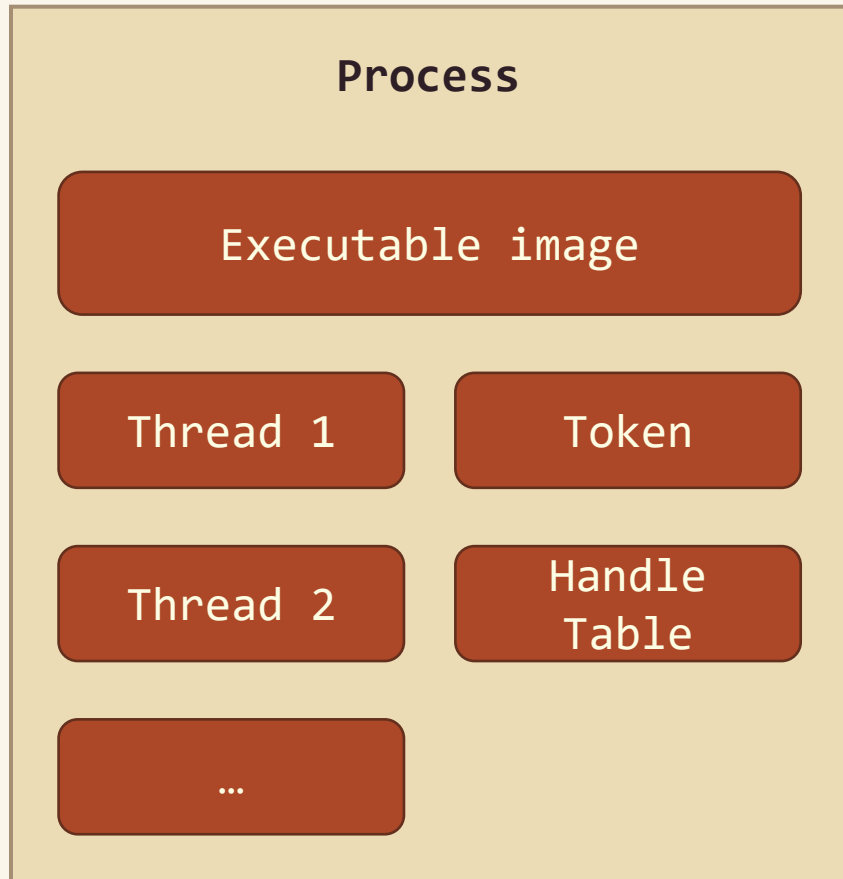 Process
Executable image
Thread 1
Token
Thread 2
Handle
Table
…